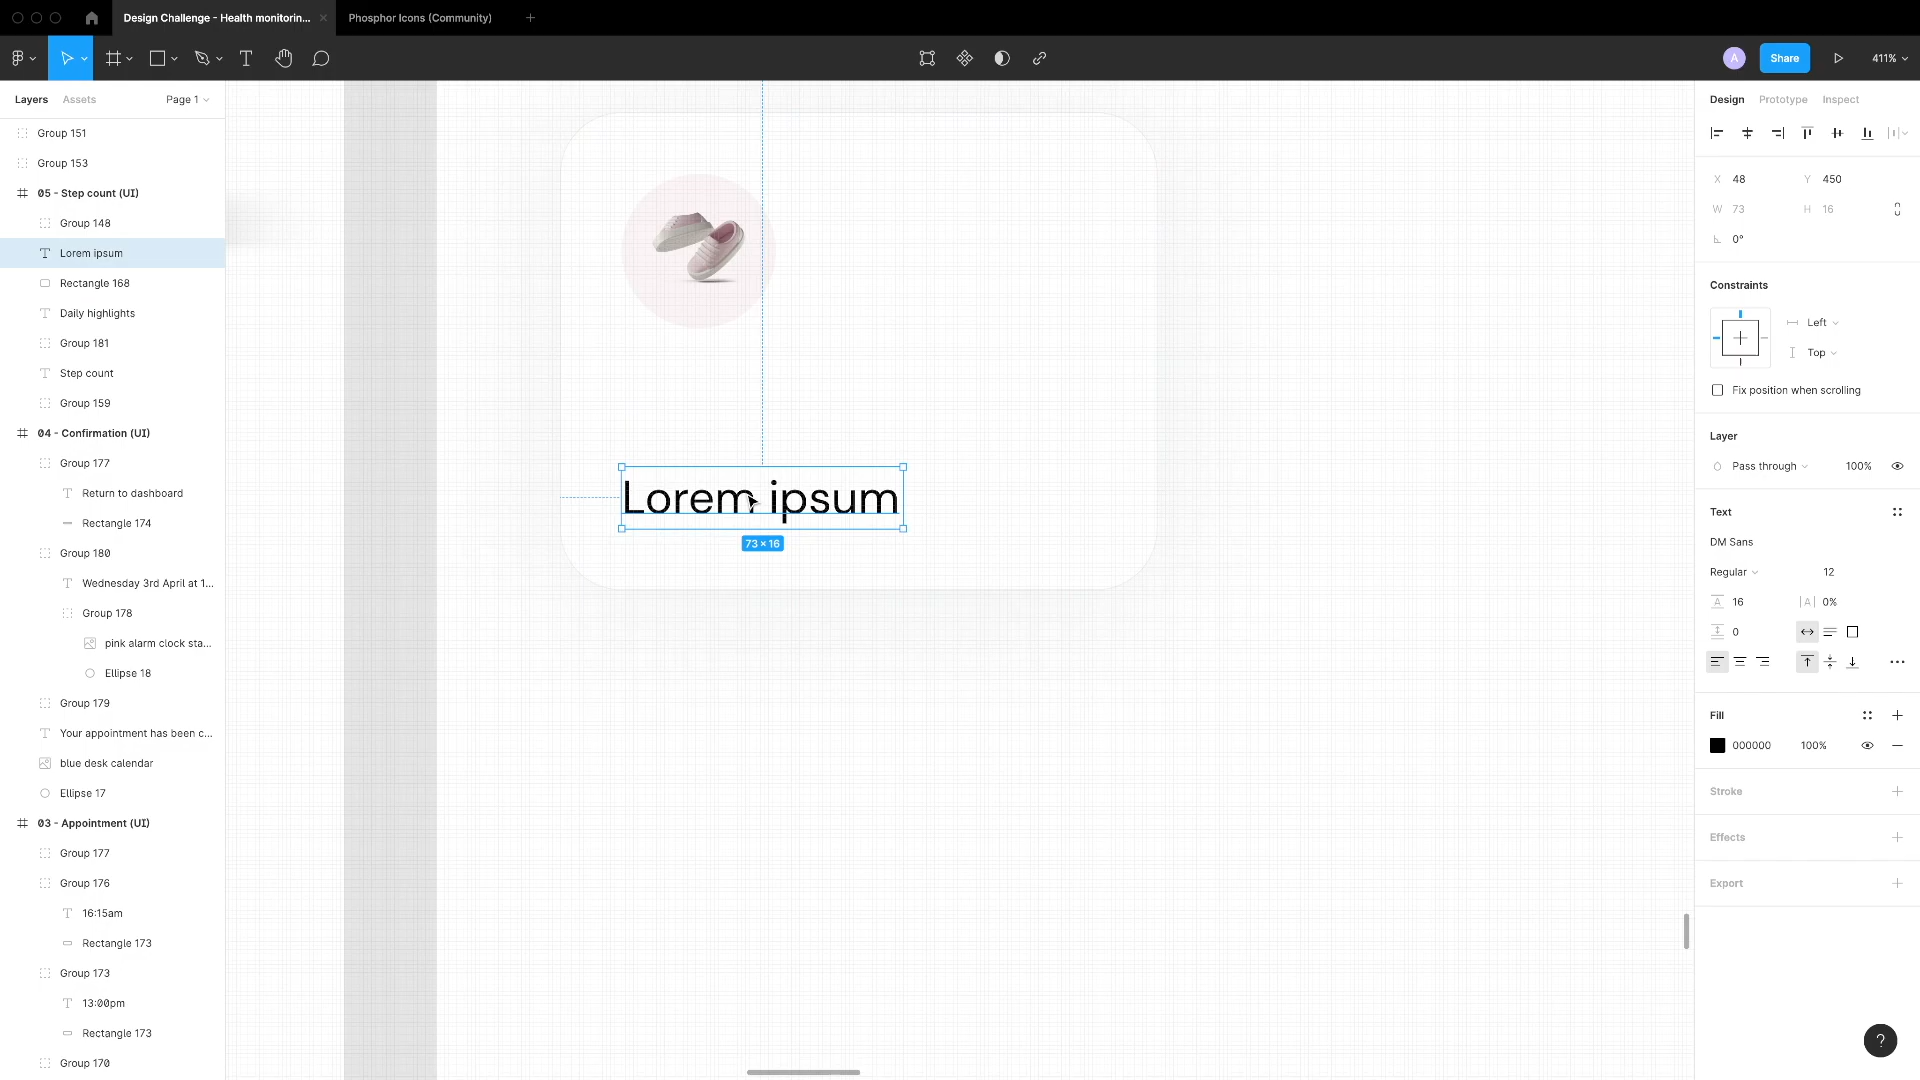 Design Challenge - Health monitorin...
Phosphor Icons (Community)
A
Share
411%
Layers
Assets
Page 1
Group 151
Group 153
05 - Step count (UI)
Group 148
Lorem ipsum
Rectangle 168
Daily highlights
Group 181
Step count
Group 159
04 - Confirmation (UI)
Group 177
Return to dashboard
Rectangle 174
Group 180
Wednesday 3rd April at 1...
Group 178
pink alarm clock sta...
Ellipse 18
Group 179
Your appointment has been c...
blue desk calendar
Ellipse 17
03 - Appointment (UI)
Group 177
Group 176
16:15am
Rectangle 173
Group 173
13:00pm
Rectangle 173
Group 170
Lorem ipsum
73 × 16
Design
Prototype
Inspect
X 48
Y 450
W 73
H 16
0°
Constraints
Left
Top
Fix position when scrolling
Layer
Pass through
100%
Text
DM Sans
Regular
12
16
0%
0
Fill
000000
100%
Stroke
Effects
Export
?